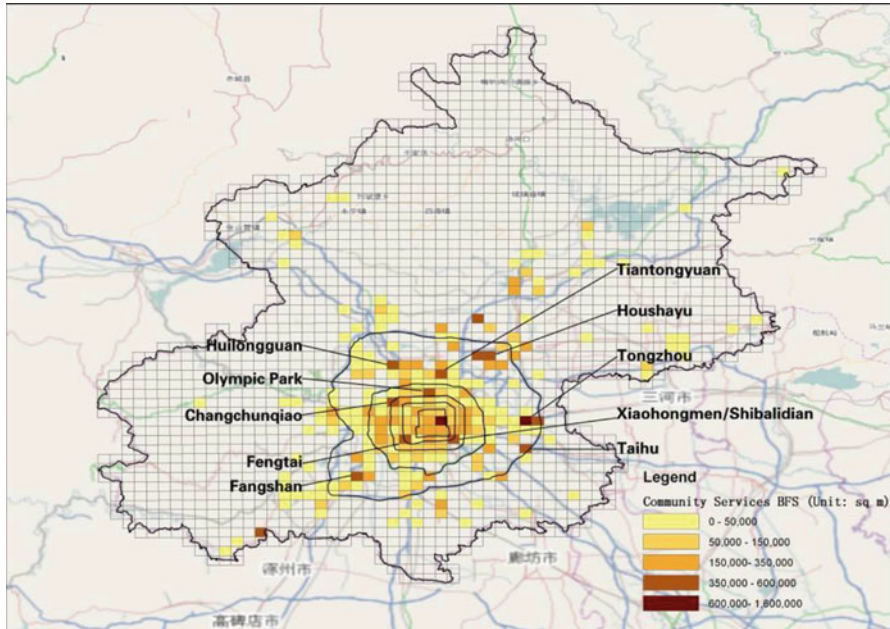 Tiantongyuan
Houshayu
Huilongguan
Tongzhou
Olympic Park
三河市
Changchunqiao
Xiaohongmen/Shibalidian
Fengtai
Taihu
Fangshan
Legend
Community Services BFS (Unit: sq m)
0 - 50,000
50,000 - 150,000
150,000 - 350,000
350,000 - 600,000
600,000 - 1,800,000
涿州市
廊坊市
高碑店市